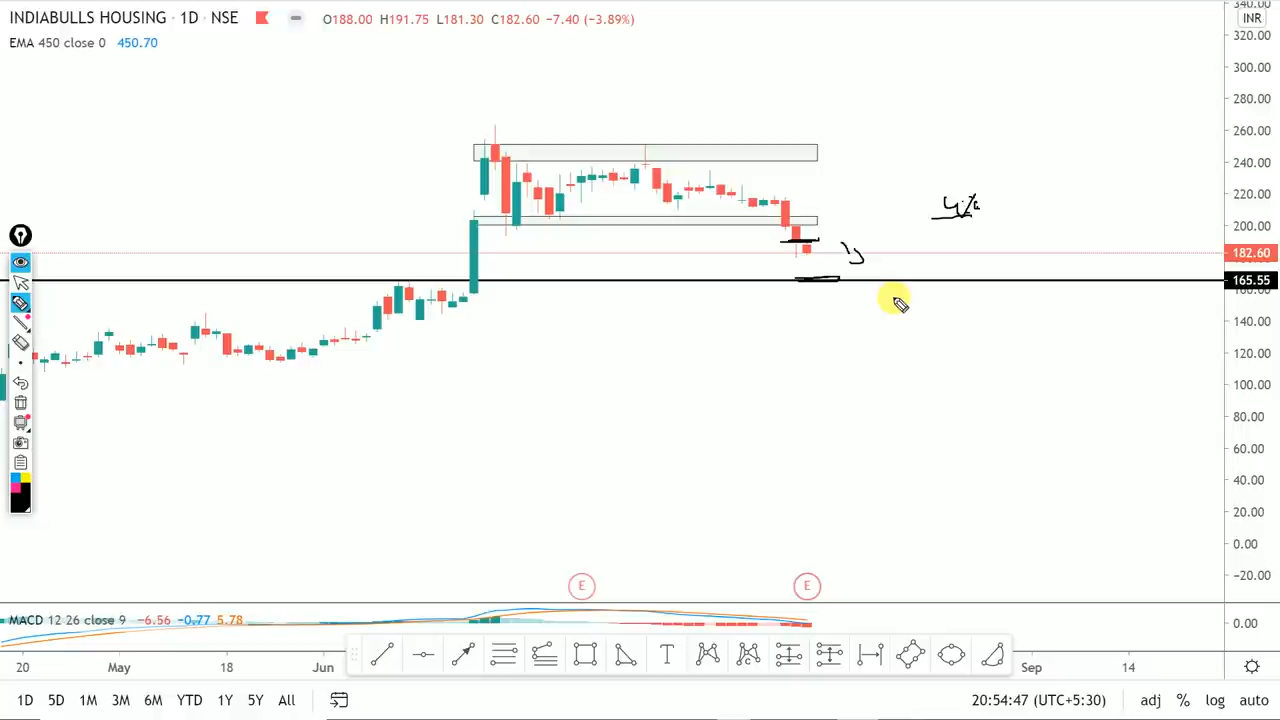 INDIABULLS HOUSING · 1D · NSE
O188.00 H191.75 L181.30 C182.60 −7.40 (−3.89%)
EMA 450 close 0 450.70
INR
340.00
320.00
300.00
280.00
260.00
240.00
220.00
200.00
182.60
165.55
140.00
120.00
100.00
80.00
60.00
40.00
20.00
0.00
−20.00
E
E
MACD 12 26 close 9 −6.56 −0.77 5.78
0.00
20
May
18
Jun
Sep
14
T
1D 5D 1M 3M 6M YTD 1Y 5Y All
20:54:47 (UTC+5:30)
adj % log auto